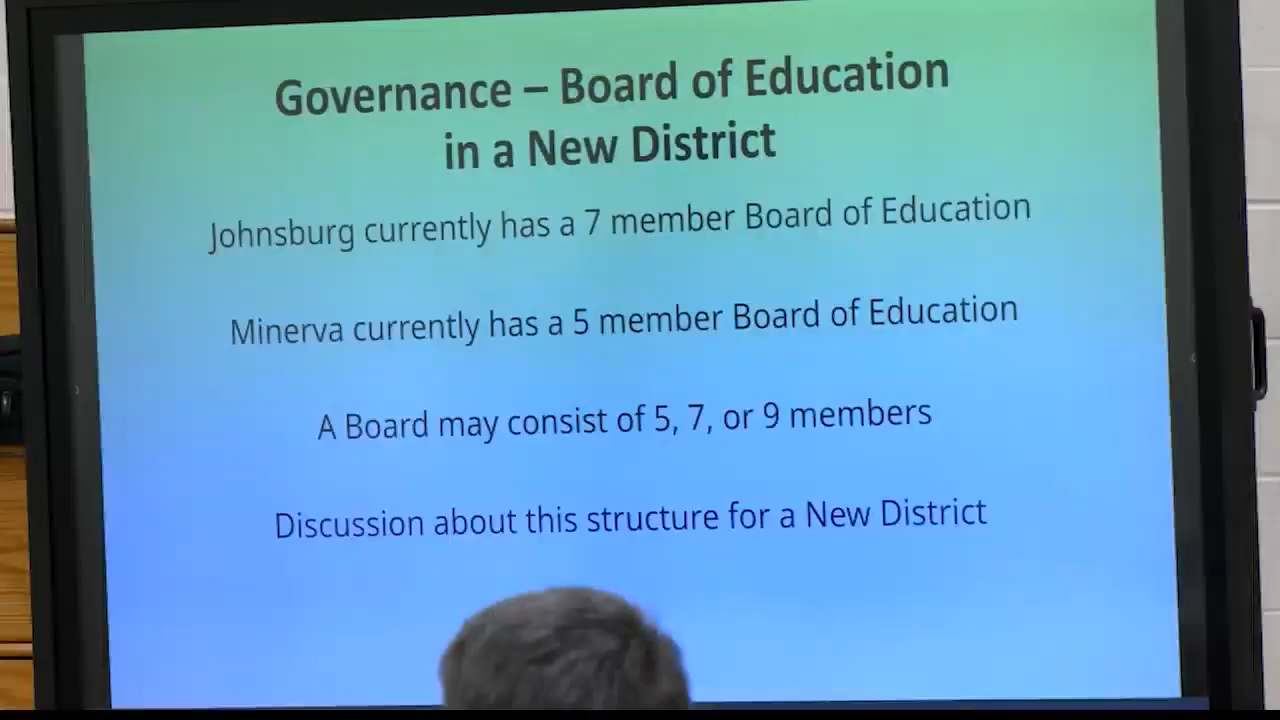 Governance – Board of Education
in a New District
Johnsburg currently has a 7 member Board of Education
Minerva currently has a 5 member Board of Education
A Board may consist of 5, 7, or 9 members
Discussion about this structure for a New District